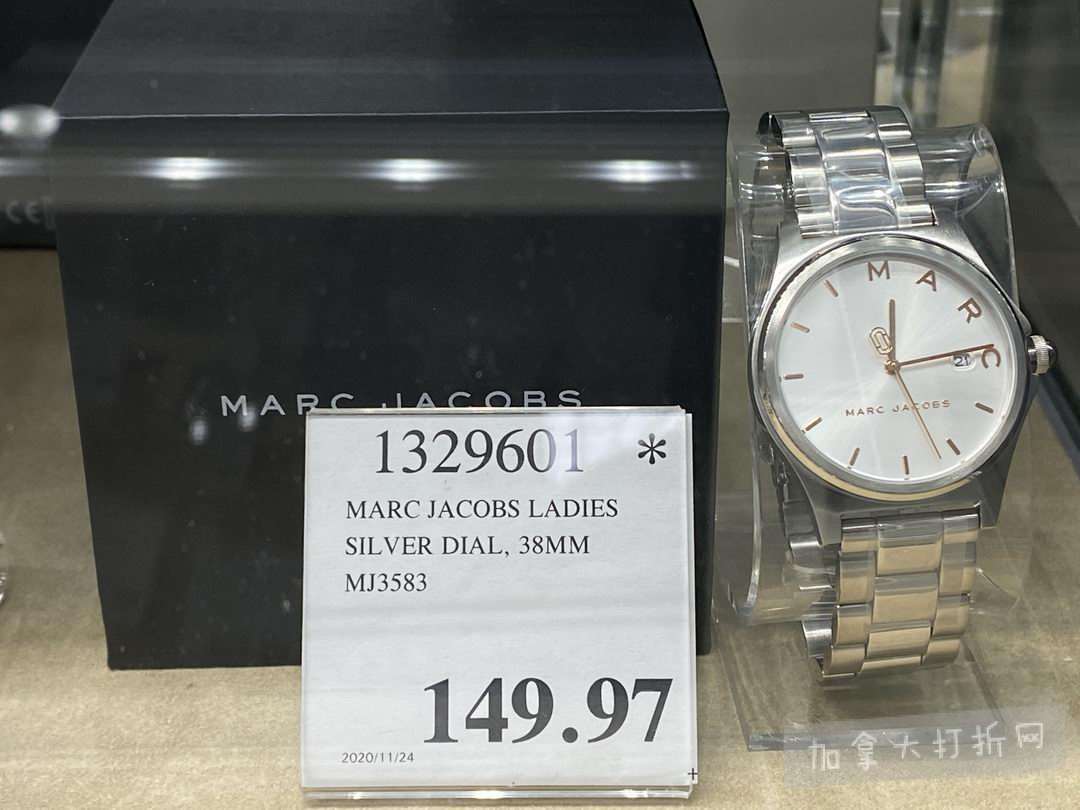 CE
MARC JACOBS
1329601 *
MARC JACOBS LADIES
SILVER DIAL, 38MM
MJ3583
149.97
2020/11/24
+
MARC
21
MARC JACOBS
加拿大打折网